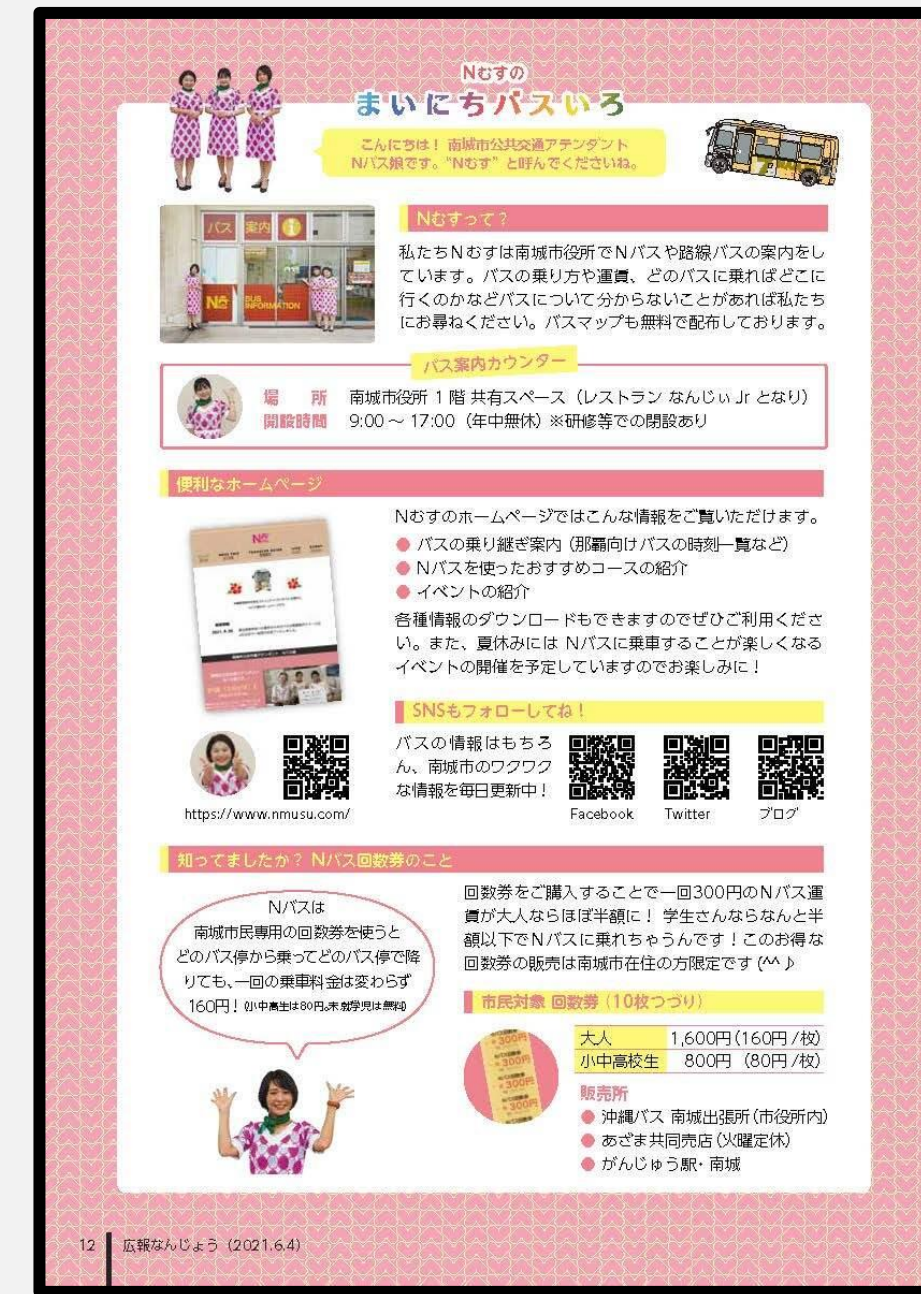 Nむすの
まいにちバスいろ
こんにちは！ 南城市公共交通アテンダント
Nバス娘です。“Nむす” と呼んでくださいね。
バス 案内 i
BUS
INFORMATION
Nむすって？
私たちNむすは南城市役所でNバスや路線バスの案内をし
ています。バスの乗り方や運賃、どのバスに乗ればどこに
行くのかなどバスについて分からないことがあれば私たち
にお尋ねください。バスマップも無料で配布しております。
バス案内カウンター
場 所 南城市役所 1 階 共有スペース（レストラン なんじぃ Jr となり）
開設時間 9:00 ～ 17:00（年中無休）※研修等での閉設あり
便利なホームページ
Nむすのホームページではこんな情報をご覧いただけます。
● バスの乗り継ぎ案内（那覇向けバスの時刻一覧など）
● Nバスを使ったおすすめコースの紹介
● イベントの紹介
各種情報のダウンロードもできますのでぜひご利用くださ
い。また、夏休みには Nバスに乗車することが楽しくなる
イベントの開催を予定していますのでお楽しみに！
https://www.nmusu.com/
SNSもフォローしてね！
バスの情報はもちろ
ん、南城市のワクワク
な情報を毎日更新中！
Facebook Twitter ブログ
知ってましたか？ Nバス回数券のこと
Nバスは
南城市民専用の回数券を使うと
どのバス停から乗ってどのバス停で降
りても、一回の乗車料金は変わらず
160円！（小中高生は80円。未就学児は無料）
回数券をご購入することで一回300円のNバス運
賃が大人ならほぼ半額に！ 学生さんならなんと半
額以下でNバスに乗れちゃうんです！このお得な
回数券の販売は南城市在住の方限定です (^^♪
市民対象 回数券（10枚つづり）
大人 1,600円（160円 /枚）
小中高校生 800円（80円 /枚）
販売所
● 沖縄バス 南城出張所（市役所内）
● あざま共同売店（火曜定休）
● がんじゅう駅・南城
12 広報なんじょう（2021.6.4）